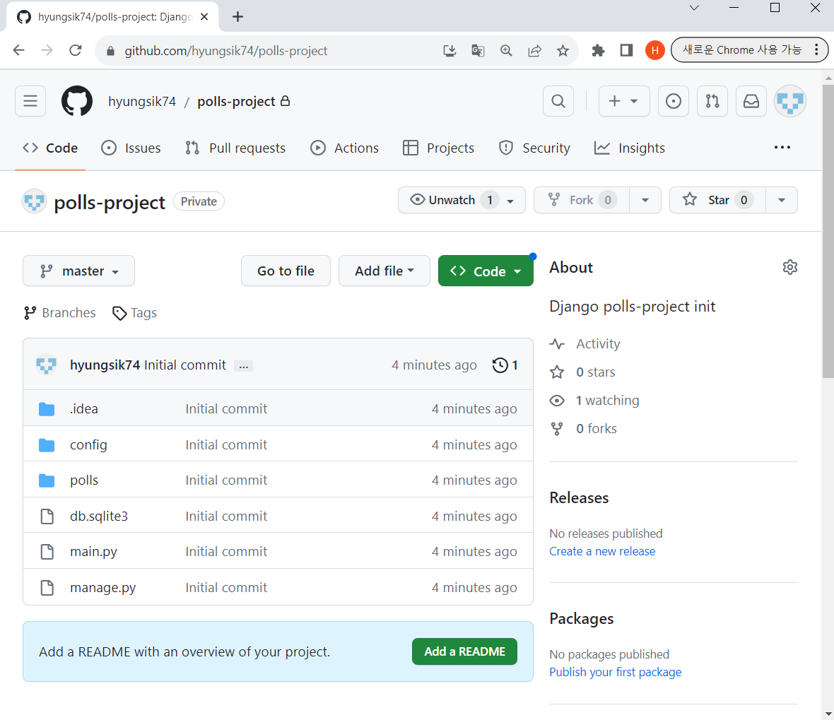 hyungsik74/polls-project: Djang
github.com/hyungsik74/polls-project
H
새로운 Chrome 사용 가능
hyungsik74 / polls-project
Code Issues Pull requests Actions Projects Security Insights
polls-project Private
Unwatch 1 Fork 0 Star 0
master Go to file Add file Code
Branches Tags
hyungsik74 Initial commit ... 4 minutes ago 1
.idea Initial commit 4 minutes ago
config Initial commit 4 minutes ago
polls Initial commit 4 minutes ago
db.sqlite3 Initial commit 4 minutes ago
main.py Initial commit 4 minutes ago
manage.py Initial commit 4 minutes ago
Add a README with an overview of your project. Add a README
About
Django polls-project init
Activity
0 stars
1 watching
0 forks
Releases
No releases published
Create a new release
Packages
No packages published
Publish your first package